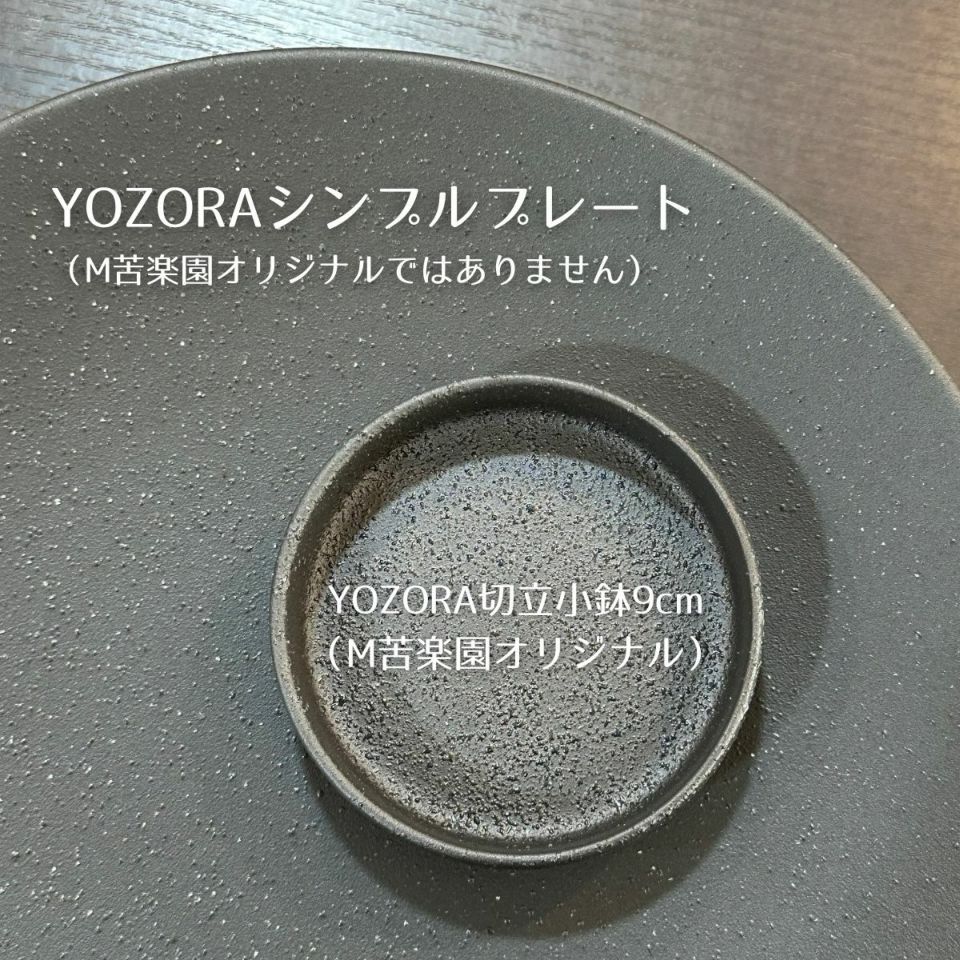 YOZORAシンプルプレート
（M苦楽園オリジナルではありません）
YOZORA切立小鉢9cm
（M苦楽園オリジナル）